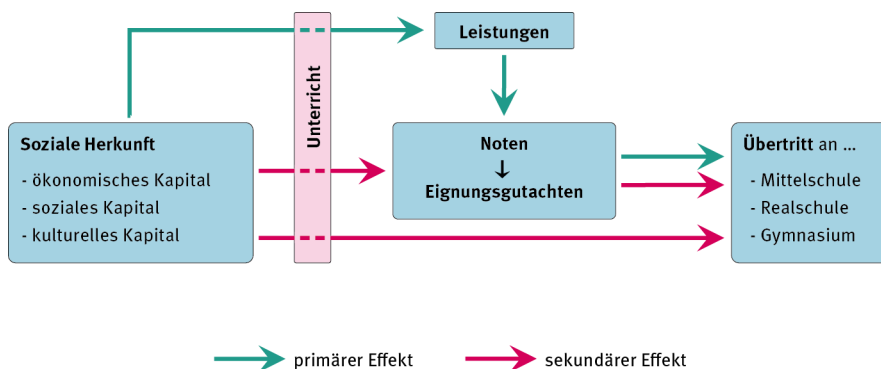 Leistungen
Unterricht
Soziale Herkunft
- ökonomisches Kapital
- soziales Kapital
- kulturelles Kapital
Noten
Eignungsgutachten
Übertritt an ...
- Mittelschule
- Realschule
- Gymnasium
primärer Effekt
sekundärer Effekt